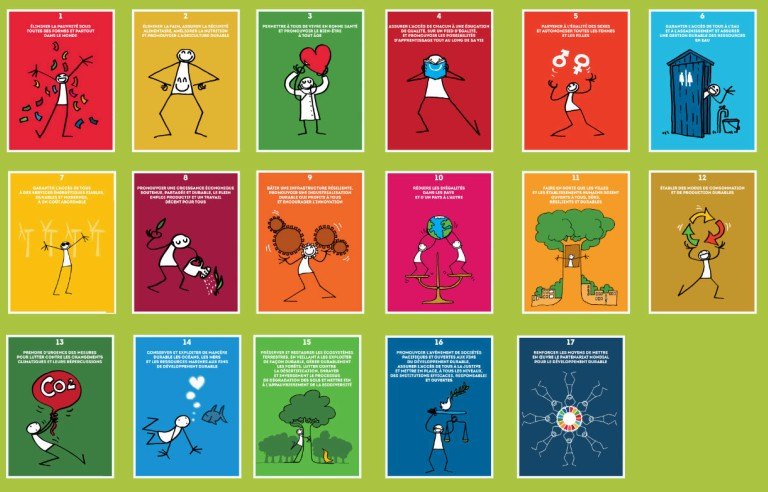 1
ÉLIMINER LA PAUVRETÉ SOUS
TOUTES SES FORMES ET PARTOUT
DANS LE MONDE
2
ÉLIMINER LA FAIM, ASSURER LA SÉCURITÉ
ALIMENTAIRE, AMÉLIORER LA NUTRITION
ET PROMOUVOIR L'AGRICULTURE DURABLE
3
PERMETTRE À TOUS DE VIVRE EN BONNE SANTÉ
ET PROMOUVOIR LE BIEN-ÊTRE
À TOUT ÂGE
4
ASSURER L'ACCÈS DE CHACUN À UNE ÉDUCATION
DE QUALITÉ, SUR UN PIED D'ÉGALITÉ,
ET PROMOUVOIR LES POSSIBILITÉS
D'APPRENTISSAGE TOUT AU LONG DE SA VIE
5
PARVENIR À L'ÉGALITÉ DES SEXES
ET AUTONOMISER TOUTES LES FEMMES
ET LES FILLES
6
GARANTIR L'ACCÈS DE TOUS À L'EAU
ET À L'ASSAINISSEMENT ET ASSURER
UNE GESTION DURABLE DES RESSOURCES
EN EAU
7
GARANTIR L'ACCÈS DE TOUS
À DES SERVICES ÉNERGÉTIQUES FIABLES,
DURABLES ET MODERNES,
À UN COÛT ABORDABLE
8
PROMOUVOIR UNE CROISSANCE ÉCONOMIQUE
SOUTENUE, PARTAGÉE ET DURABLE, LE PLEIN
EMPLOI PRODUCTIF ET UN TRAVAIL
DÉCENT POUR TOUS
9
BÂTIR UNE INFRASTRUCTURE RÉSILIENTE,
PROMOUVOIR UNE INDUSTRIALISATION
DURABLE QUI PROFITE À TOUS
ET ENCOURAGER L'INNOVATION
10
RÉDUIRE LES INÉGALITÉS
DANS LES PAYS
ET D'UN PAYS À L'AUTRE
11
FAIRE EN SORTE QUE LES VILLES
ET LES ÉTABLISSEMENTS HUMAINS SOIENT
OUVERTS À TOUS, SÛRS,
RÉSILIENTS ET DURABLES
12
ÉTABLIR DES MODES DE CONSOMMATION
ET DE PRODUCTION DURABLES
13
PRENDRE D'URGENCE DES MESURES
POUR LUTTER CONTRE LES CHANGEMENTS
CLIMATIQUES ET LEURS RÉPERCUSSIONS
CO2
14
CONSERVER ET EXPLOITER DE MANIÈRE
DURABLE LES OCÉANS, LES MERS
ET LES RESSOURCES MARINES AUX FINS
DE DÉVELOPPEMENT DURABLE
15
PRÉSERVER ET RESTAURER LES ÉCOSYSTÈMES
TERRESTRES, EN VEILLANT À LES EXPLOITER
DE FAÇON DURABLE, GÉRER DURABLEMENT
LES FORÊTS, LUTTER CONTRE
LA DÉSERTIFICATION, ENRAYER
ET INVERSER LE PROCESSUS
DE DÉGRADATION DES SOLS ET METTRE FIN
À L'APPAUVRISSEMENT DE LA BIODIVERSITÉ
16
PROMOUVOIR L'AVÈNEMENT DE SOCIÉTÉS
PACIFIQUES ET OUVERTES AUX FINS
DU DÉVELOPPEMENT DURABLE,
ASSURER L'ACCÈS DE TOUS À LA JUSTICE
ET METTRE EN PLACE, À TOUS LES NIVEAUX,
DES INSTITUTIONS EFFICACES, RESPONSABLES
ET OUVERTES
17
RENFORCER LES MOYENS DE METTRE
EN ŒUVRE LE PARTENARIAT MONDIAL
POUR LE DÉVELOPPEMENT DURABLE